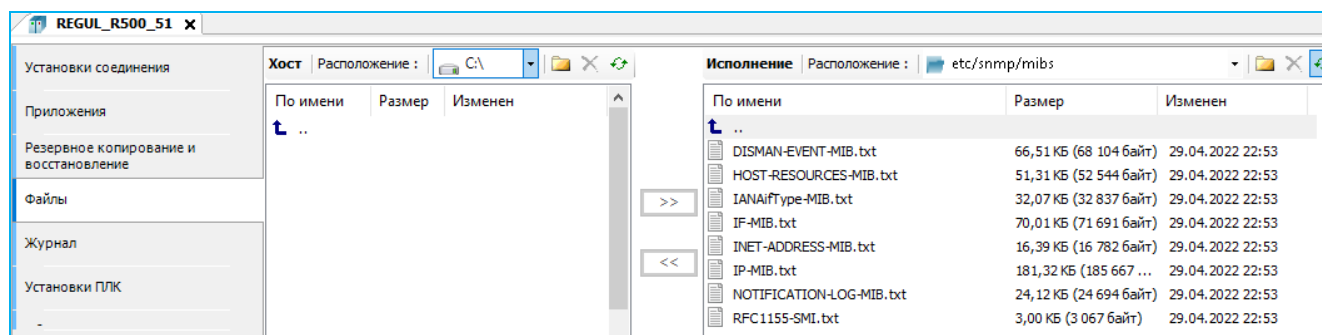 REGUL_R500_51
Установки соединения
Приложения
Резервное копирование и
восстановление
Файлы
Журнал
Установки ПЛК
Хост Расположение : C:\
По имени Размер Изменен
..
>>
<<
Исполнение Расположение : etc/snmp/mibs
По имени Размер Изменен
..
DISMAN-EVENT-MIB.txt 66,51 КБ (68 104 байт) 29.04.2022 22:53
HOST-RESOURCES-MIB.txt 51,31 КБ (52 544 байт) 29.04.2022 22:53
IANAifType-MIB.txt 32,07 КБ (32 837 байт) 29.04.2022 22:53
IF-MIB.txt 70,01 КБ (71 691 байт) 29.04.2022 22:53
INET-ADDRESS-MIB.txt 16,39 КБ (16 782 байт) 29.04.2022 22:53
IP-MIB.txt 181,32 КБ (185 667 ... 29.04.2022 22:53
NOTIFICATION-LOG-MIB.txt 24,12 КБ (24 694 байт) 29.04.2022 22:53
RFC1155-SMI.txt 3,00 КБ (3 067 байт) 29.04.2022 22:53